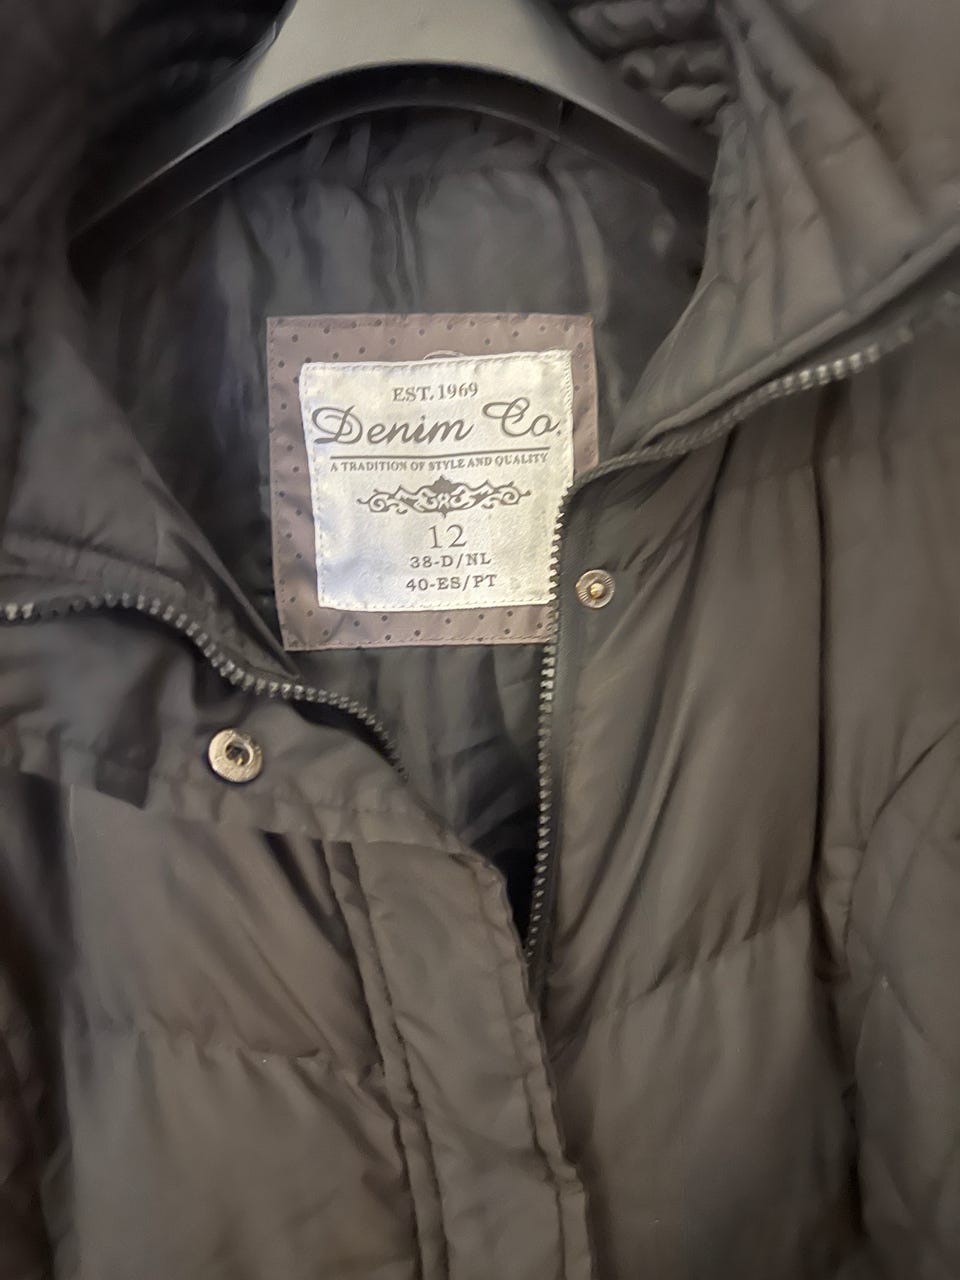 EST. 1969
Denim Co.
A TRADITION OF STYLE AND QUALITY
12
38-D/NL
40-ES/PT